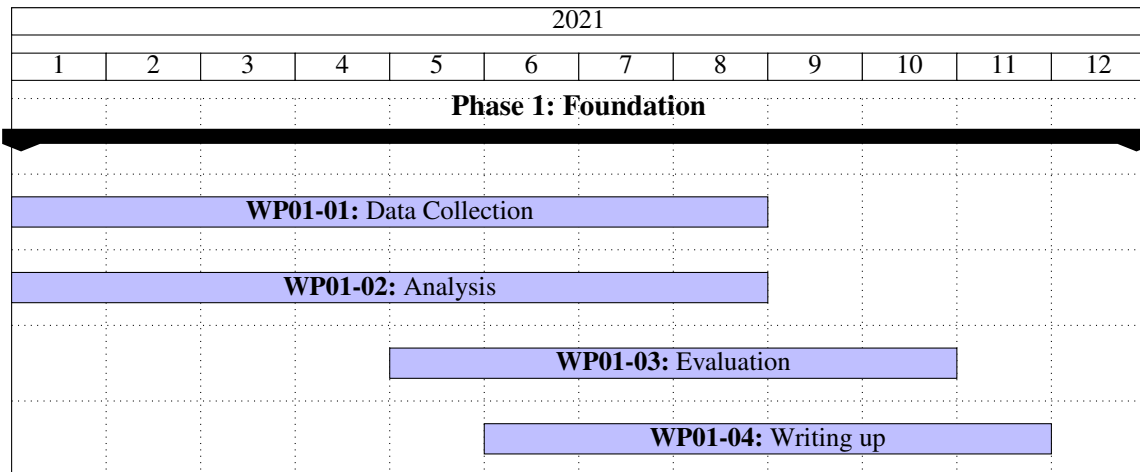 2021
1 2 3 4 5 6 7 8 9 10 11 12
Phase 1: Foundation
WP01-01: Data Collection
WP01-02: Analysis
WP01-03: Evaluation
WP01-04: Writing up